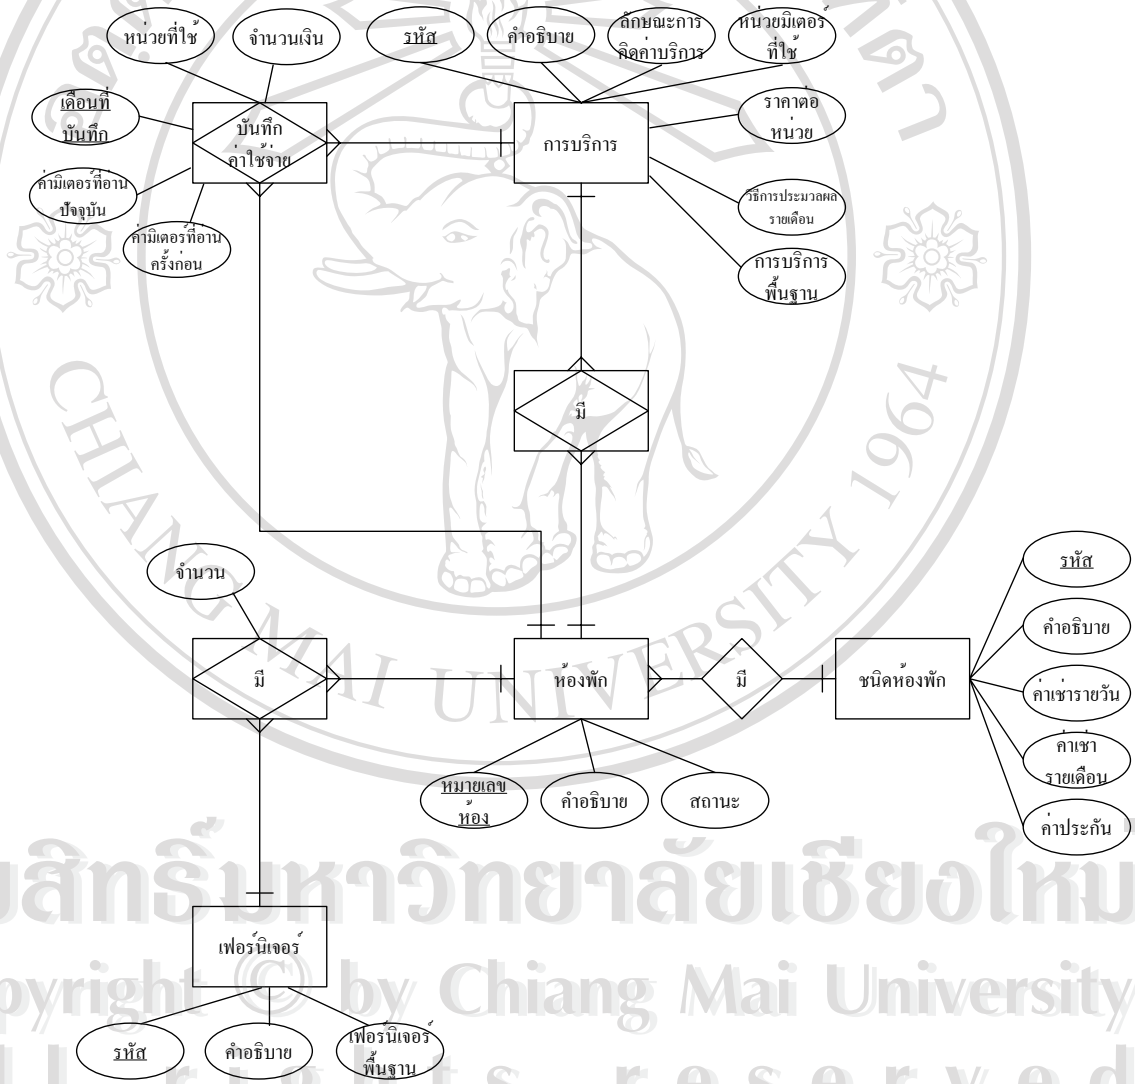 หน่วยที่ใช้
จำนวนเงิน
รหัส
คำอธิบาย
ลักษณะการ
คิดค่าบริการ
หน่วยมิเตอร์
ที่ใช้
เดือนที่
บันทึก
บันทึก
ค่าใช้จ่าย
การบริการ
ราคาต่อ
หน่วย
ค่ามิเตอร์ที่อ่าน
ปัจจุบัน
วิธีการประมวลผล
รายเดือน
ค่ามิเตอร์ที่อ่าน
ครั้งก่อน
การบริการ
พื้นฐาน
มี
จำนวน
รหัส
คำอธิบาย
มี
ห้องพัก
มี
ชนิดห้องพัก
ค่าเช่ารายวัน
ค่าเช่า
รายเดือน
หมายเลข
ห้อง
คำอธิบาย
สถานะ
ค่าประกัน
เฟอร์นิเจอร์
รหัส
คำอธิบาย
เฟอร์นิเจอร์
พื้นฐาน
CHIANG MAI UNIVERSITY 1964
สิทธิ์มหาวิทยาลัยเชียงใหม
pyright © by Chiang Mai University
rights reserved